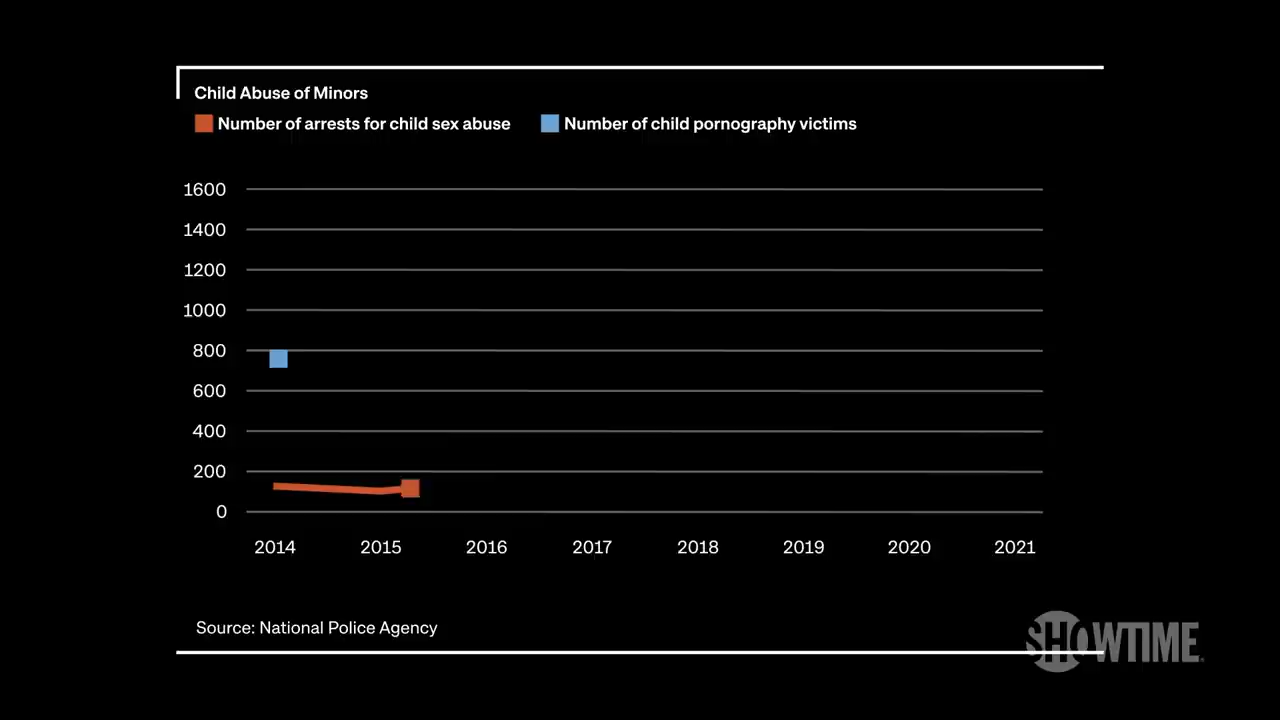 Child Abuse of Minors
Number of arrests for child sex abuse Number of child pornography victims
1600
1400
1200
1000
800
600
400
200
0
2014 2015 2016 2017 2018 2019 2020 2021
Source: National Police Agency
SHOWTIME